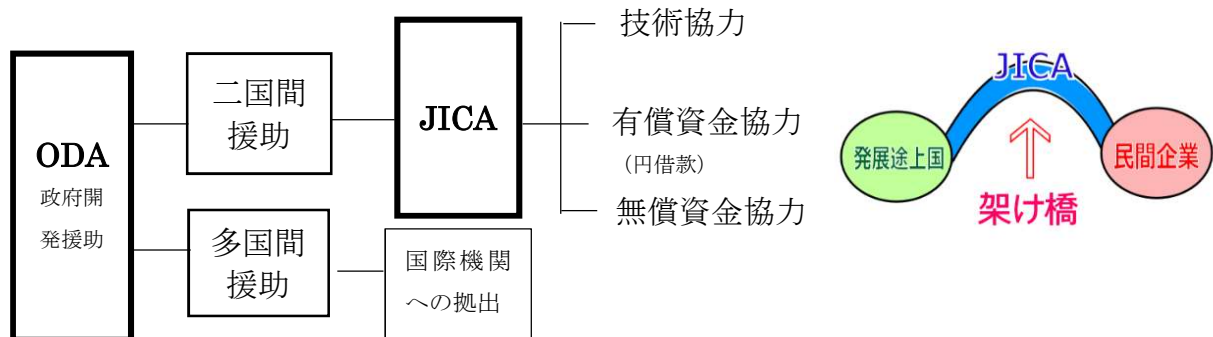 ODA
政府開
発援助
二国間
援助
多国間
援助
JICA
国際機関
への拠出
技術協力
有償資金協力
(円借款)
無償資金協力
JICA
発展途上国
民間企業
架け橋